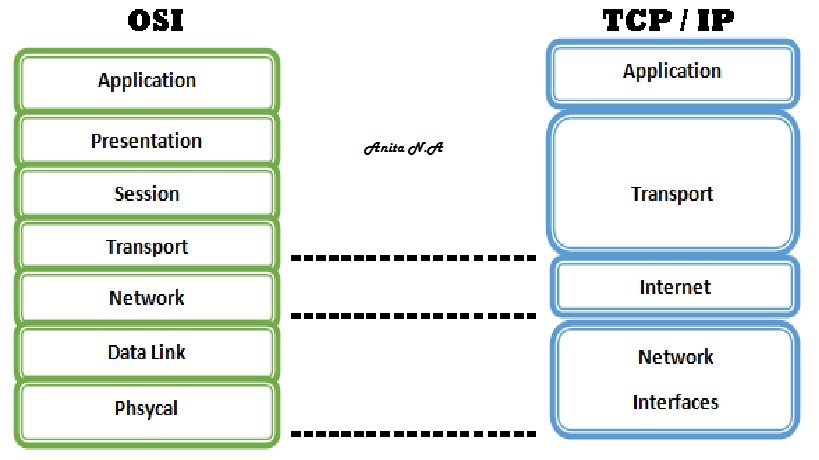 OSI
TCP / IP
Application
Presentation
Session
Transport
Network
Data Link
Phsycal
Anita N.A
Application
Transport
Internet
Network
Interfaces